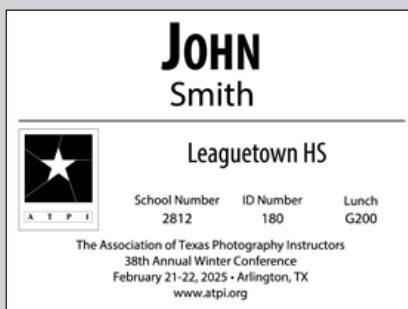 JOHN
Smith
Leaguetown HS
A T P I
School Number ID Number Lunch
2812 180 G200
The Association of Texas Photography Instructors
38th Annual Winter Conference
February 21-22, 2025 • Arlington, TX
www.atpi.org